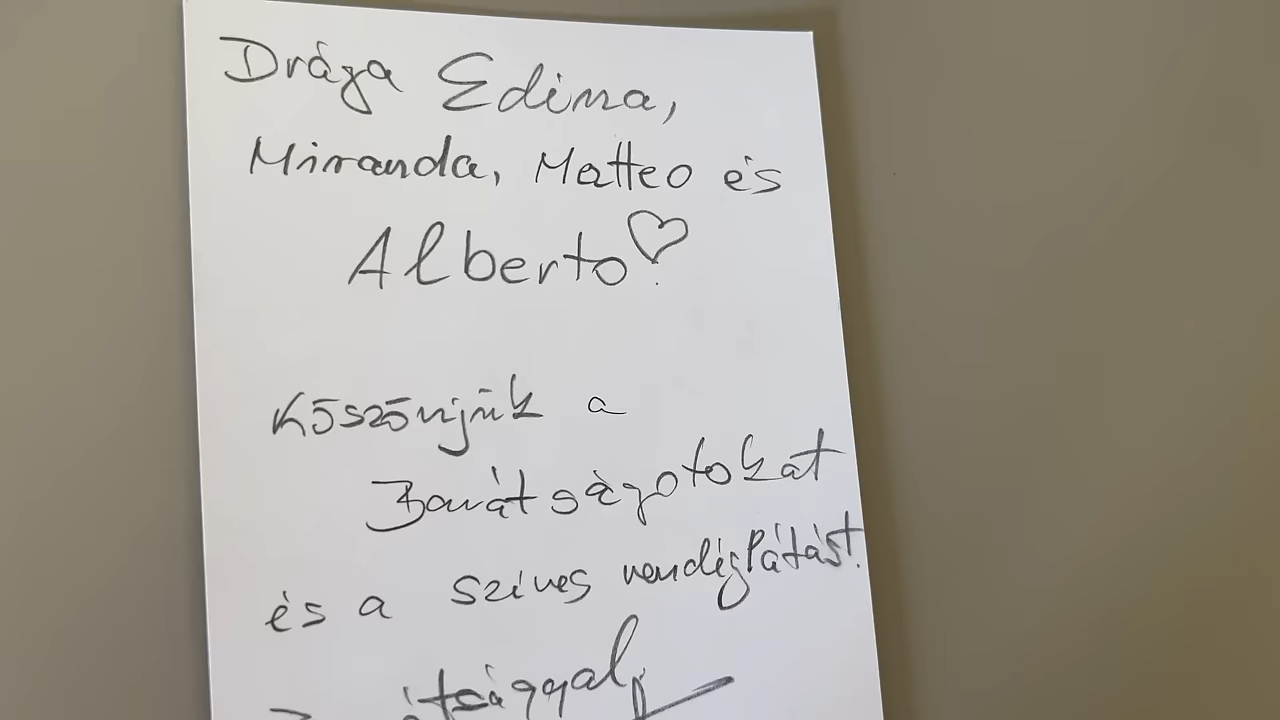 Drága Edina,
Miranda, Matteo és
Alberto♡
Köszönjük a
Barátságotokat
és a szíves vendéglátást!